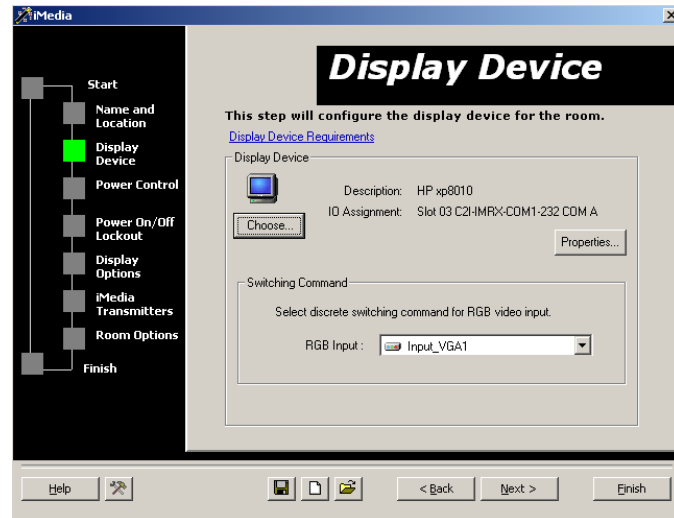 iMedia
Display Device
Start
Name and
Location
Display
Device
Power Control
Power On/Off
Lockout
Display
Options
iMedia
Transmitters
Room Options
Finish
This step will configure the display device for the room.
Display Device Requirements
Display Device
Description: HP xp8010
IO Assignment: Slot 03 C2I-IMRX-COM1-232 COM A
Choose...
Properties...
Switching Command
Select discrete switching command for RGB video input.
RGB Input : Input_VGA1
Help
< Back
Next >
Finish